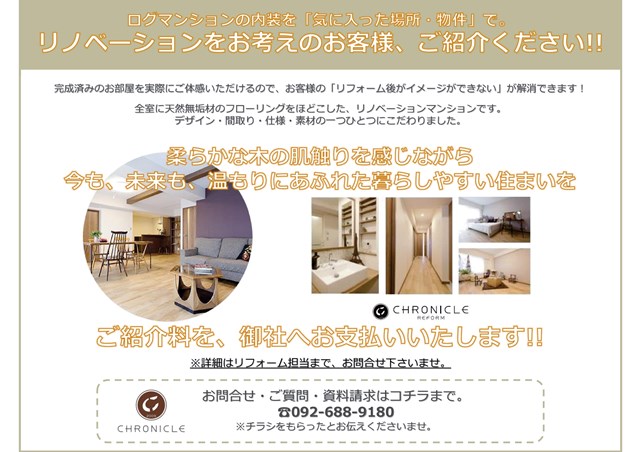 ログマンションの内装を「気に入った場所・物件」で。
リノベーションをお考えのお客様、ご紹介ください!!
完成済みのお部屋を実際にご体感いただけるので、お客様の「リフォーム後がイメージができない」が解消できます！
全室に天然無垢材のフローリングをほどこした、リノベーションマンションです。
デザイン・間取り・仕様・素材の一つひとつにこだわりました。
柔らかな木の肌触りを感じながら
今も、未来も、温もりにあふれた暮らしやすい住まいを
CHRONICLE
REFORM
ご紹介料を、御社へお支払いいたします!!
※詳細はリフォーム担当まで、お問合せ下さいませ。
お問合せ・ご質問・資料請求はコチラまで。
☎092-688-9180
※チラシをもらったとお伝えくださいませ。
CHRONICLE